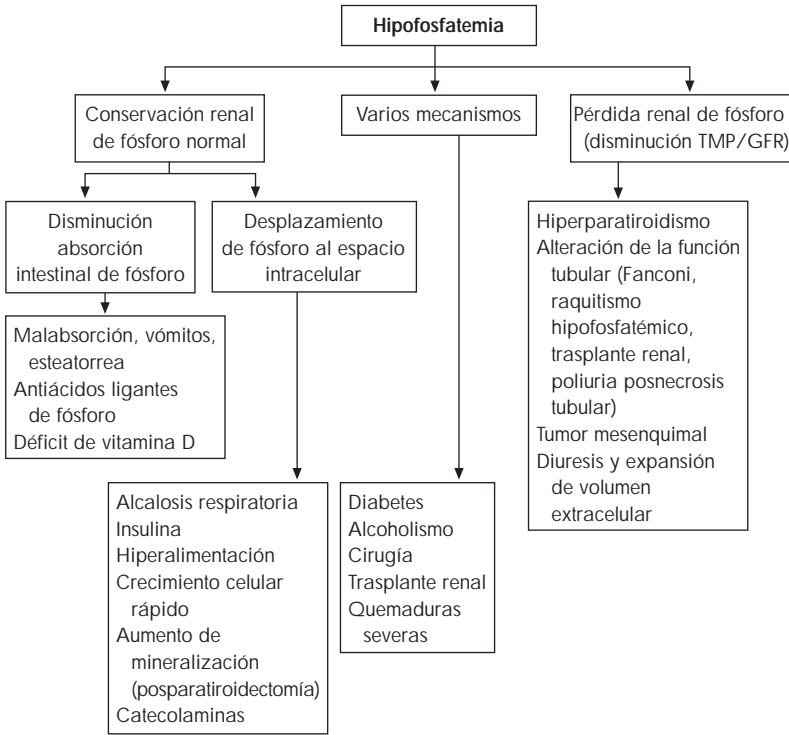 Hipofosfatemia
Conservación renal
de fósforo normal
Varios mecanismos
Pérdida renal de fósforo
(disminución TMP/GFR)
Disminución
absorción
intestinal de fósforo
Desplazamiento
de fósforo al espacio
intracelular
Malabsorción, vómitos,
esteatorrea
Antiácidos ligantes
de fósforo
Déficit de vitamina D
Alcalosis respiratoria
Insulina
Hiperalimentación
Crecimiento celular
rápido
Aumento de
mineralización
(posparatiroidectomía)
Catecolaminas
Diabetes
Alcoholismo
Cirugía
Trasplante renal
Quemaduras
severas
Hiperparatiroidismo
Alteración de la función
tubular (Fanconi,
raquitismo
hipofosfatémico,
trasplante renal,
poliuria posnecrosis
tubular)
Tumor mesenquimal
Diuresis y expansión
de volumen
extracelular